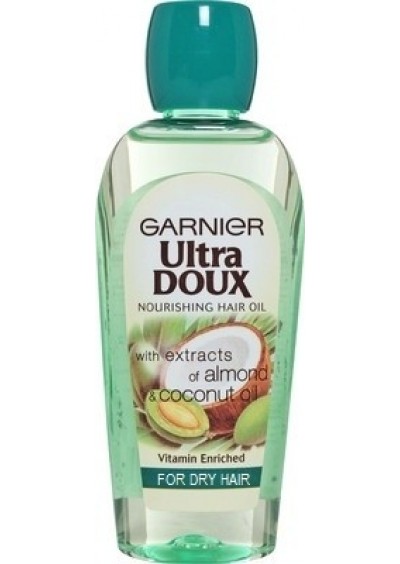 GARNIER
Ultra
DOUX
NOURISHING HAIR OIL
with extracts
of almond
& coconut oil
Vitamin Enriched
FOR DRY HAIR